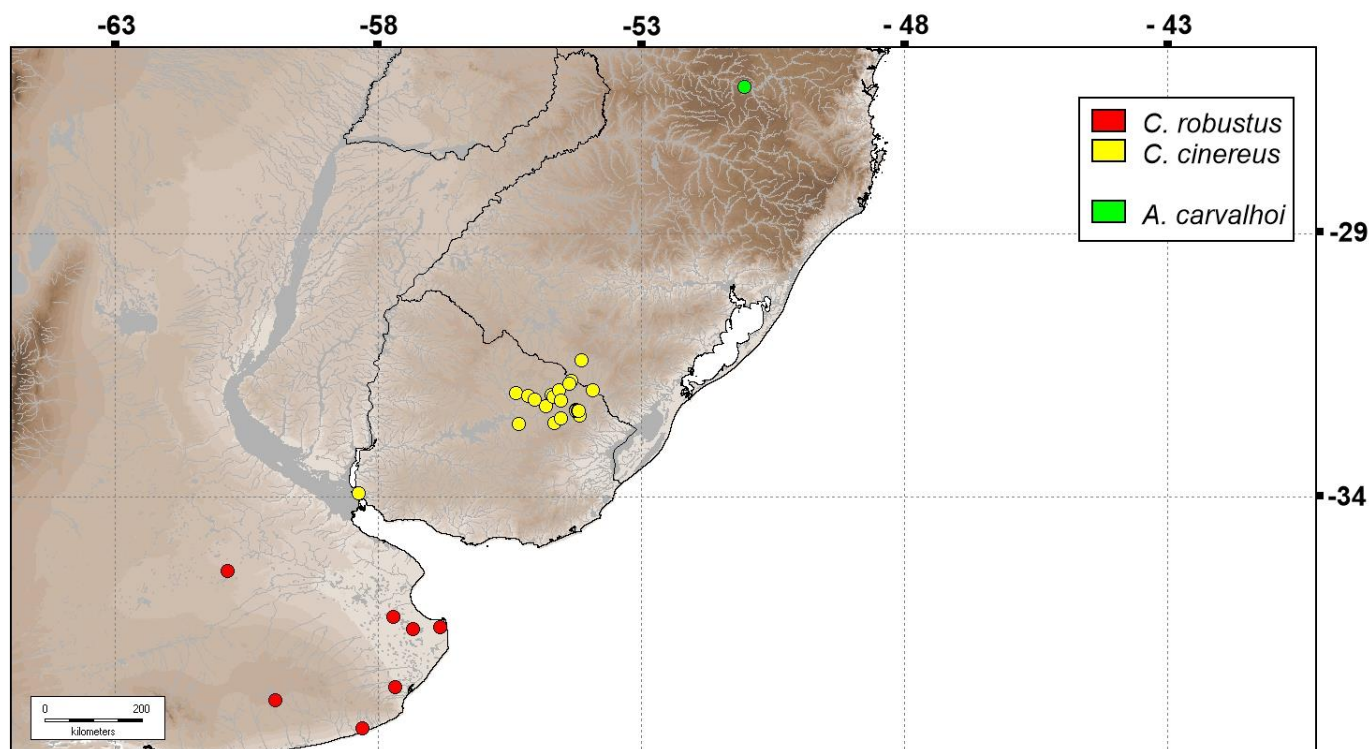 -63 -58 -53 - 48 - 43
C. robustus
C. cinereus
A. carvalhoi
-29
-34
0 200
kilometers